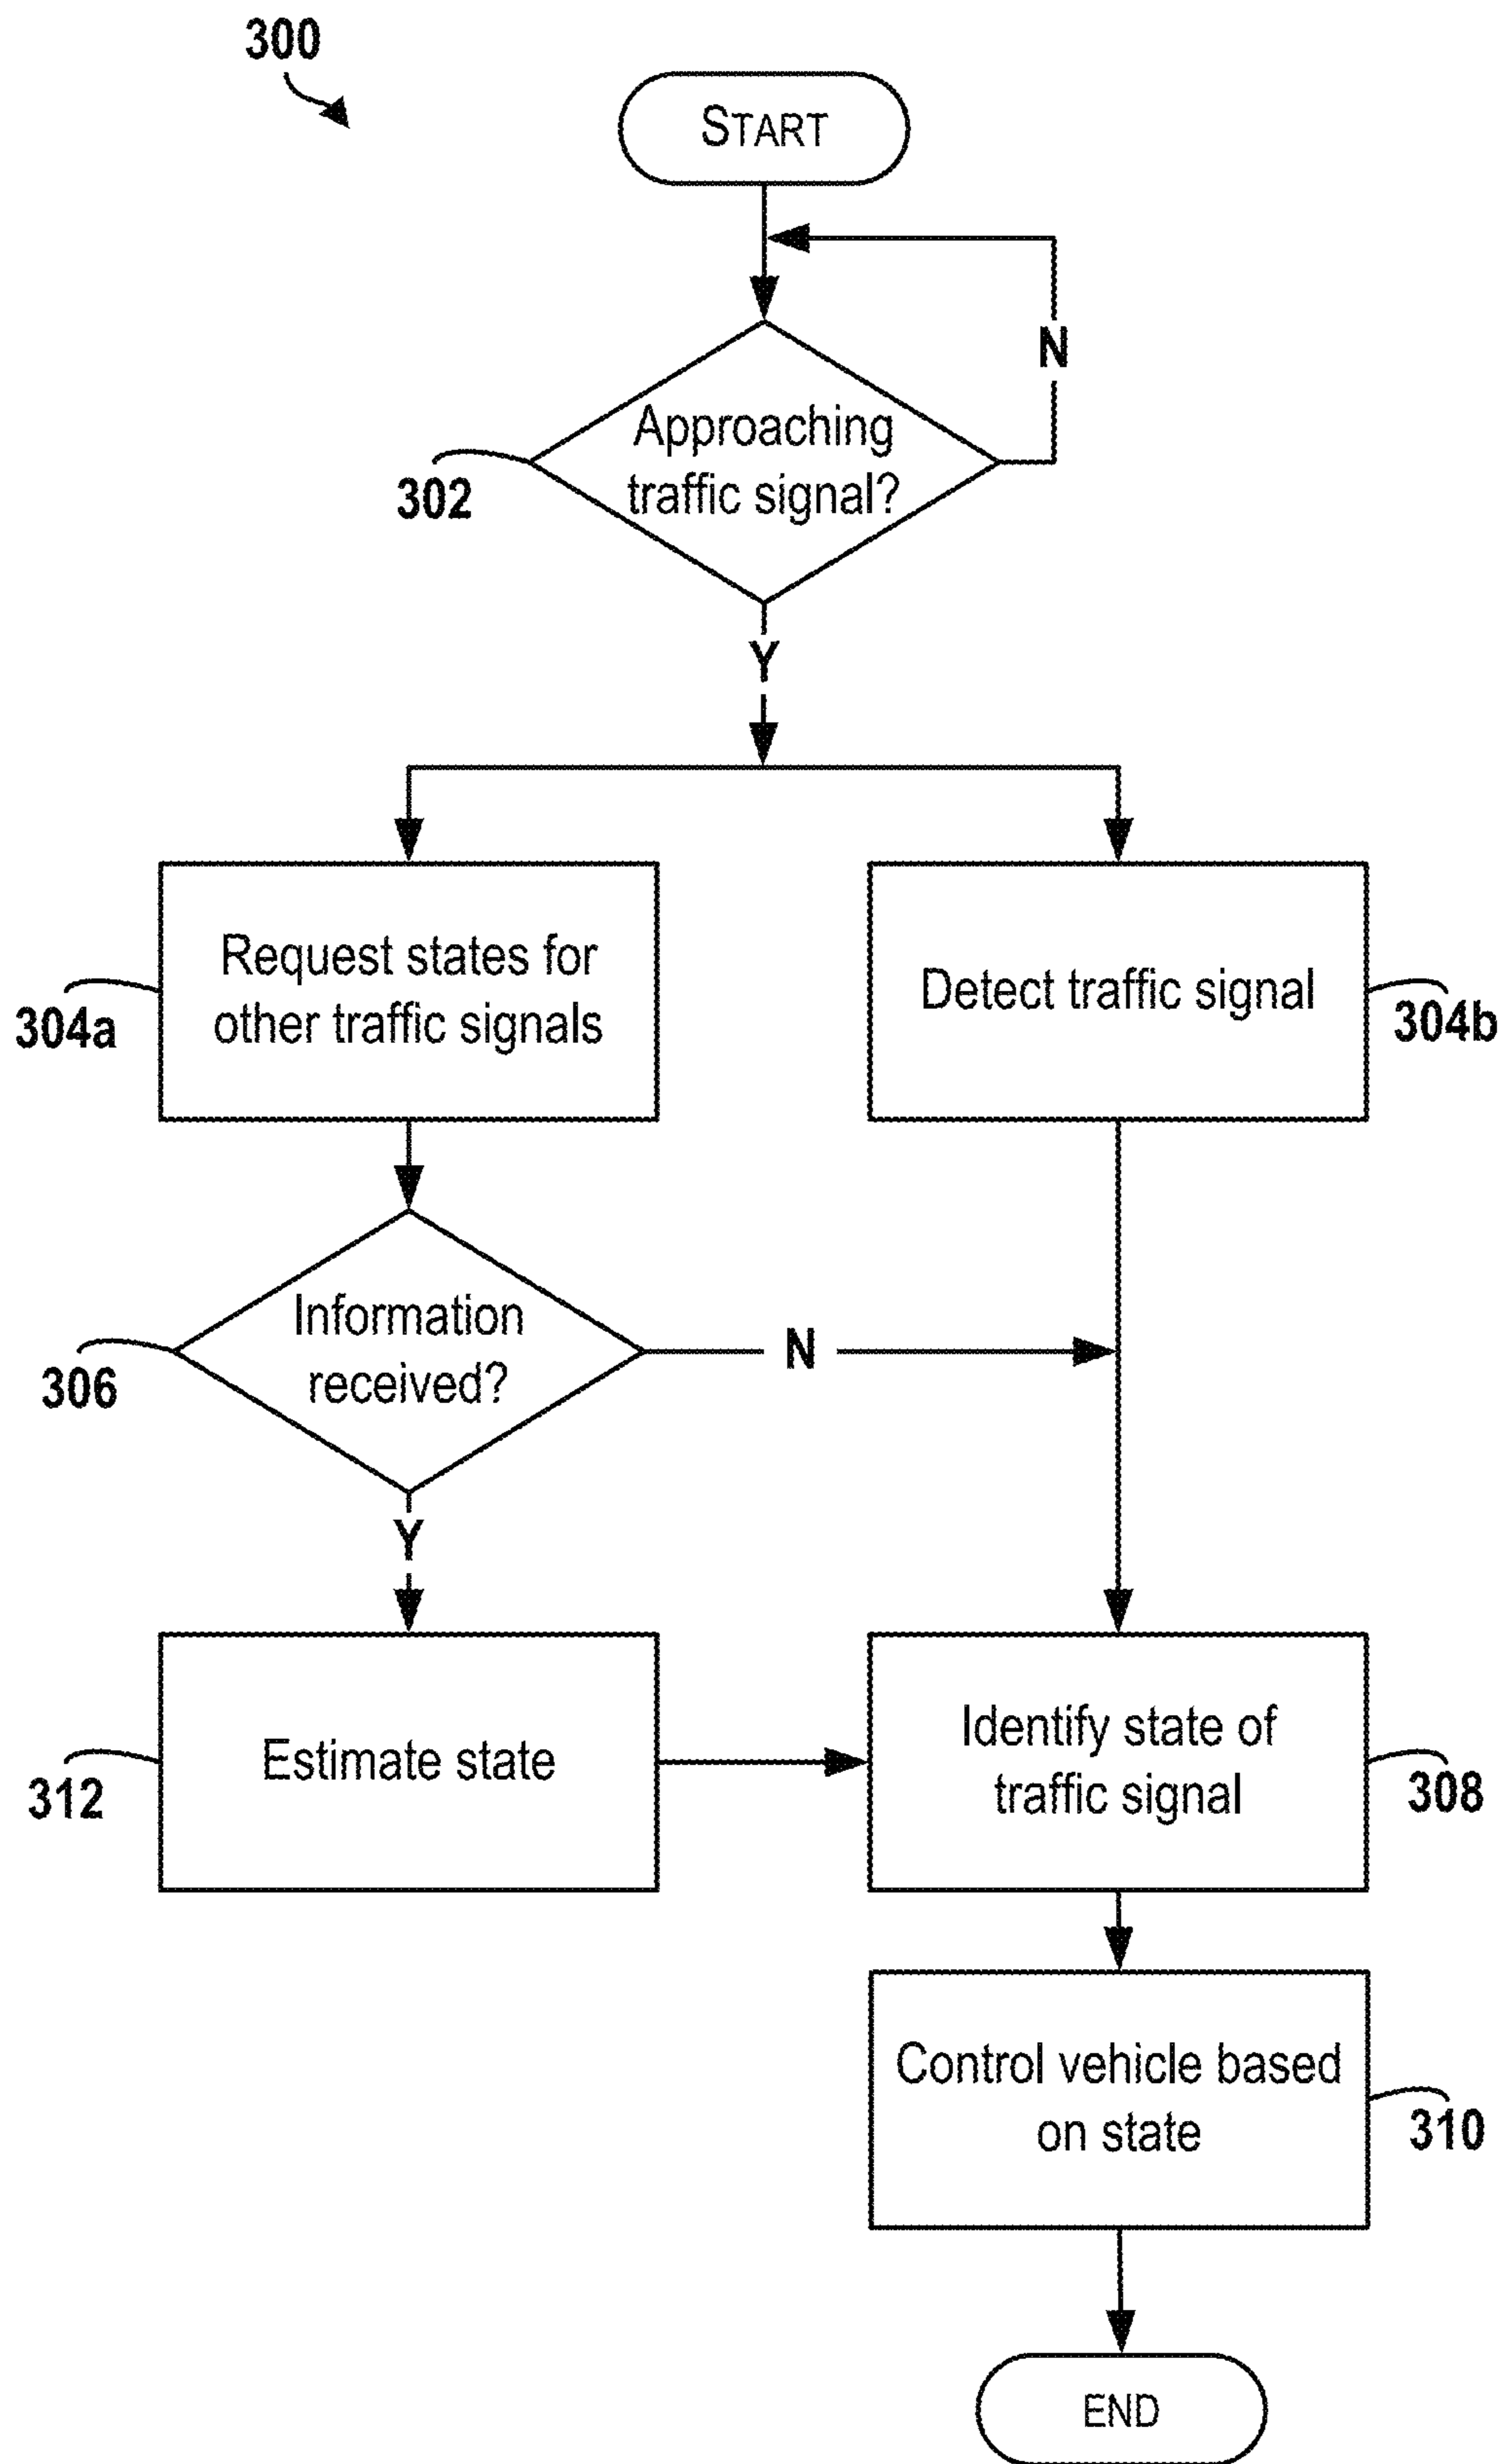 300
START
N
Approaching
traffic signal?
302
Y
Request states for
other traffic signals
304a
Detect traffic signal
304b
Information
received?
306
N
Y
Estimate state
312
Identify state of
traffic signal
308
Control vehicle based
on state
310
END